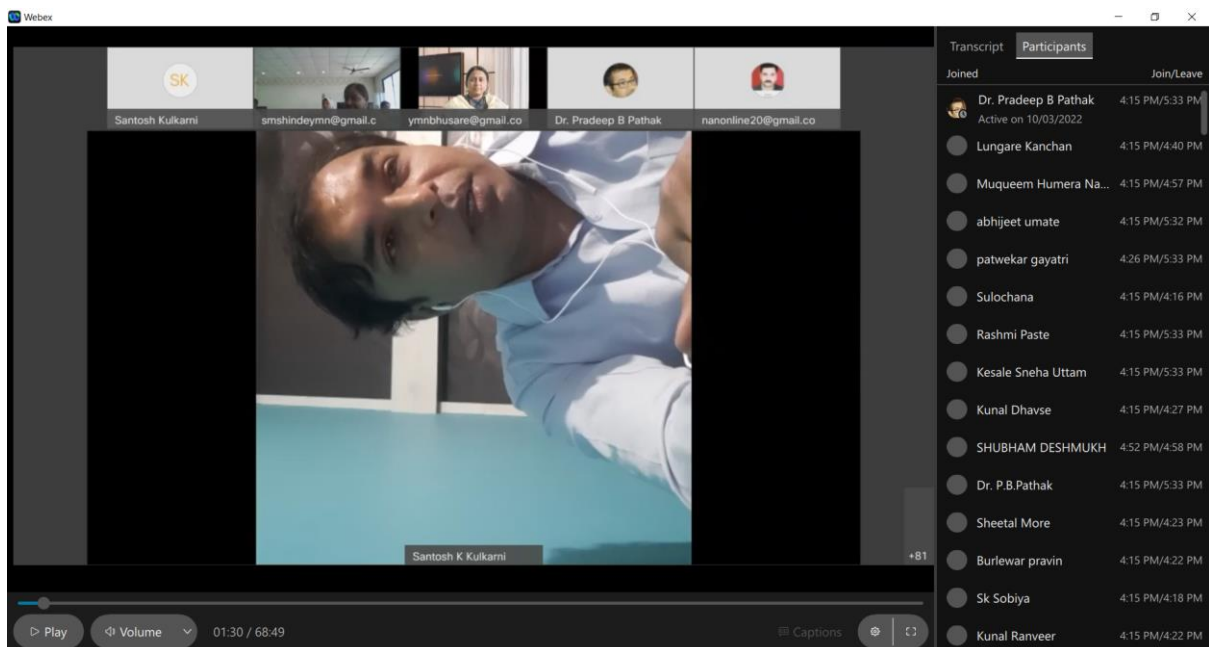 Webex
SK
Santosh Kulkarni
smshindeymn@gmail.c
ymnbhusare@gmail.co
Dr. Pradeep B Pathak
nanonline20@gmail.co
Santosh K Kulkarni
+81
Play
Volume
01:30 / 68:49
Captions
Transcript Participants
Joined Join/Leave
Dr. Pradeep B Pathak 4:15 PM/5:33 PM
Active on 10/03/2022
Lungare Kanchan 4:15 PM/4:40 PM
Muqueem Humera Na... 4:15 PM/4:57 PM
abhijeet umate 4:15 PM/5:32 PM
patwekar gayatri 4:26 PM/5:33 PM
Sulochana 4:15 PM/4:16 PM
Rashmi Paste 4:15 PM/5:33 PM
Kesale Sneha Uttam 4:15 PM/5:33 PM
Kunal Dhavse 4:15 PM/4:27 PM
SHUBHAM DESHMUKH 4:52 PM/4:58 PM
Dr. P.B.Pathak 4:15 PM/5:33 PM
Sheetal More 4:15 PM/4:23 PM
Burlewar pravin 4:15 PM/4:22 PM
Sk Sobiya 4:15 PM/4:18 PM
Kunal Ranveer 4:15 PM/4:22 PM